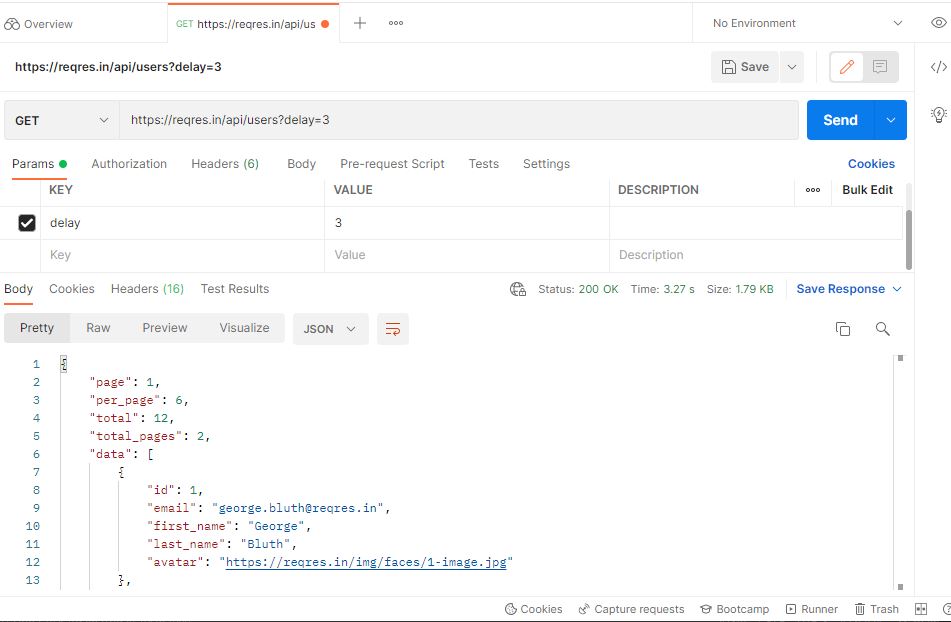 Overview GET https://reqres.in/api/us No Environment
https://reqres.in/api/users?delay=3 Save
GET https://reqres.in/api/users?delay=3 Send
Params Authorization Headers (6) Body Pre-request Script Tests Settings Cookies
KEY VALUE DESCRIPTION Bulk Edit
delay 3
Key Value Description
Body Cookies Headers (16) Test Results Status: 200 OK Time: 3.27 s Size: 1.79 KB Save Response
Pretty Raw Preview Visualize JSON
1 {
2 "page": 1,
3 "per_page": 6,
4 "total": 12,
5 "total_pages": 2,
6 "data": [
7 {
8 "id": 1,
9 "email": "george.bluth@reqres.in",
10 "first_name": "George",
11 "last_name": "Bluth",
12 "avatar": "https://reqres.in/img/faces/1-image.jpg"
13 },
Cookies Capture requests Bootcamp Runner Trash